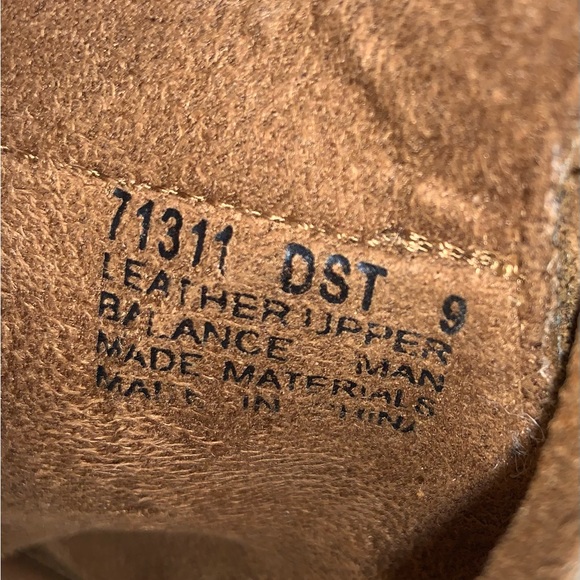 71311 DST 9
LEATHER UPPER
BALANCE MAN
MADE MATERIALS
MADE IN CHINA